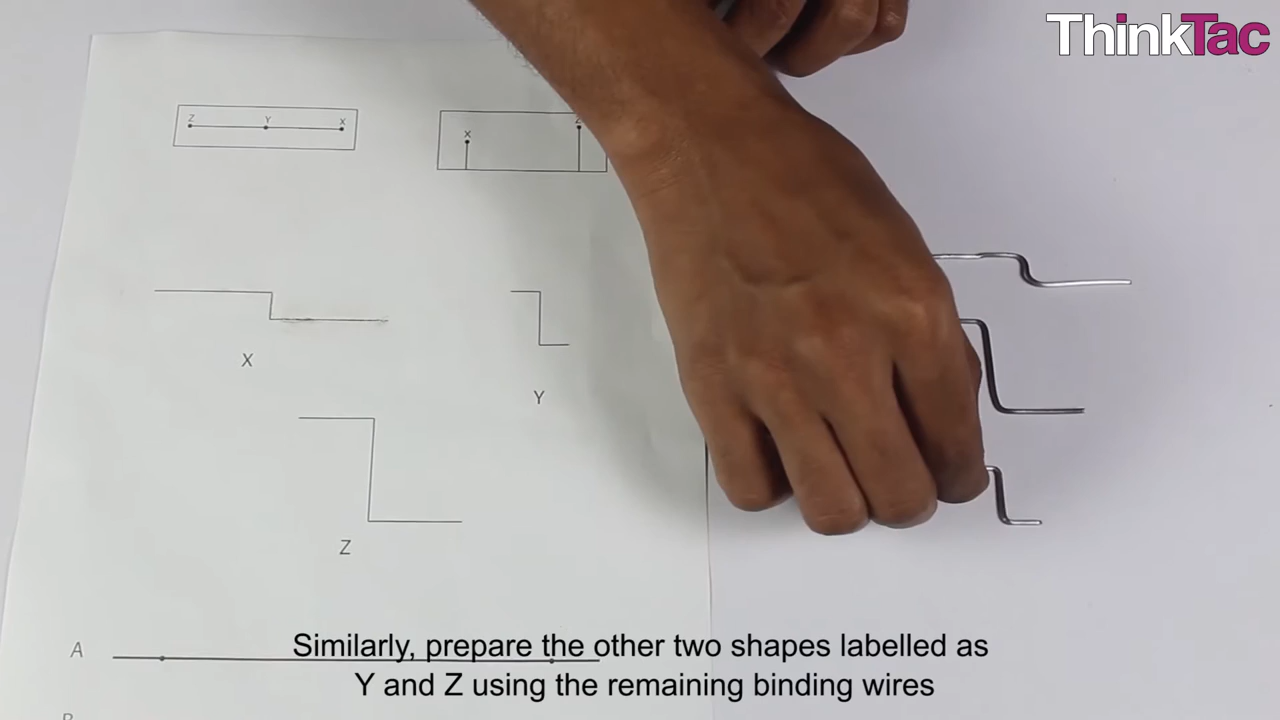 ThinkTac
Z Y X
X Z
X
Y
Z
A
Similarly, prepare the other two shapes labelled as
Y and Z using the remaining binding wires